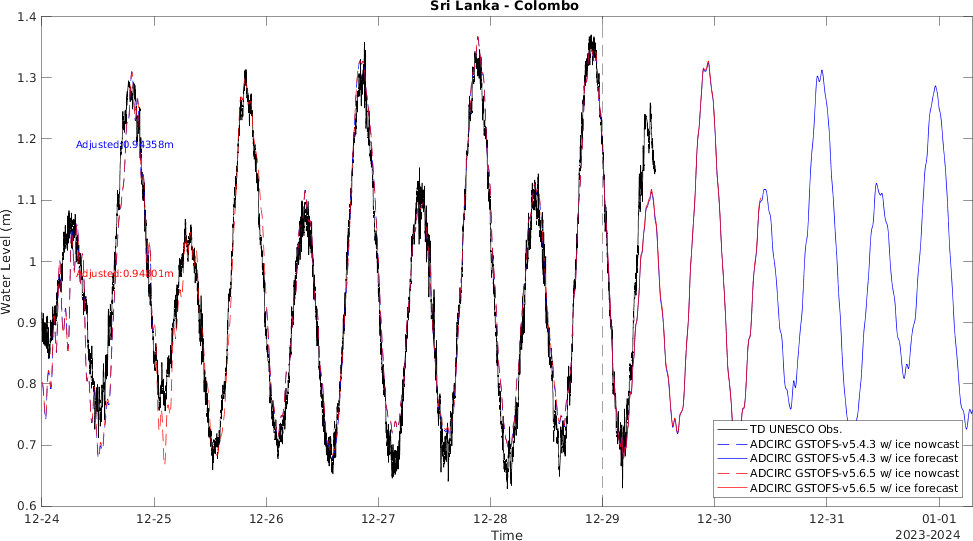 Sri Lanka - Colombo
1.4
1.3
1.2
1.1
1
0.9
0.8
0.7
0.6
Water Level (m)
Adjusted:0.94358m
Adjusted:0.94801m
TD UNESCO Obs.
ADCIRC GSTOFS-v5.4.3 w/ ice nowcast
ADCIRC GSTOFS-v5.4.3 w/ ice forecast
ADCIRC GSTOFS-v5.6.5 w/ ice nowcast
ADCIRC GSTOFS-v5.6.5 w/ ice forecast
12-24 12-25 12-26 12-27 12-28 12-29 12-30 12-31 01-01
Time
2023-2024